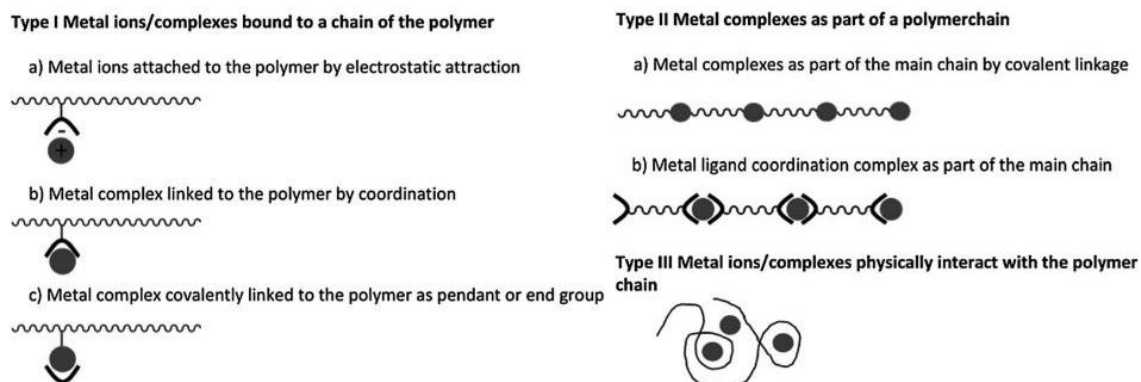 Type I Metal ions/complexes bound to a chain of the polymer
a) Metal ions attached to the polymer by electrostatic attraction
-
+
b) Metal complex linked to the polymer by coordination
c) Metal complex covalently linked to the polymer as pendant or end group
Type II Metal complexes as part of a polymerchain
a) Metal complexes as part of the main chain by covalent linkage
b) Metal ligand coordination complex as part of the main chain
Type III Metal ions/complexes physically interact with the polymer
chain